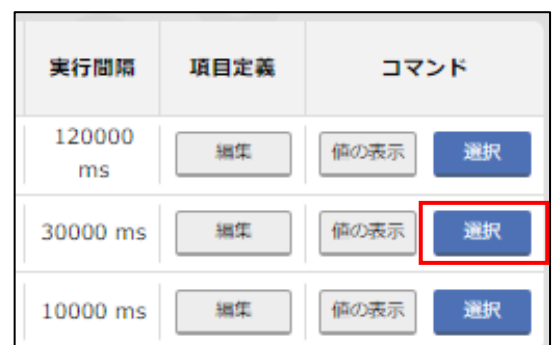 実行間隔 項目定義 コマンド
120000
ms
編集 値の表示 選択
30000 ms 編集 値の表示 選択
10000 ms 編集 値の表示 選択